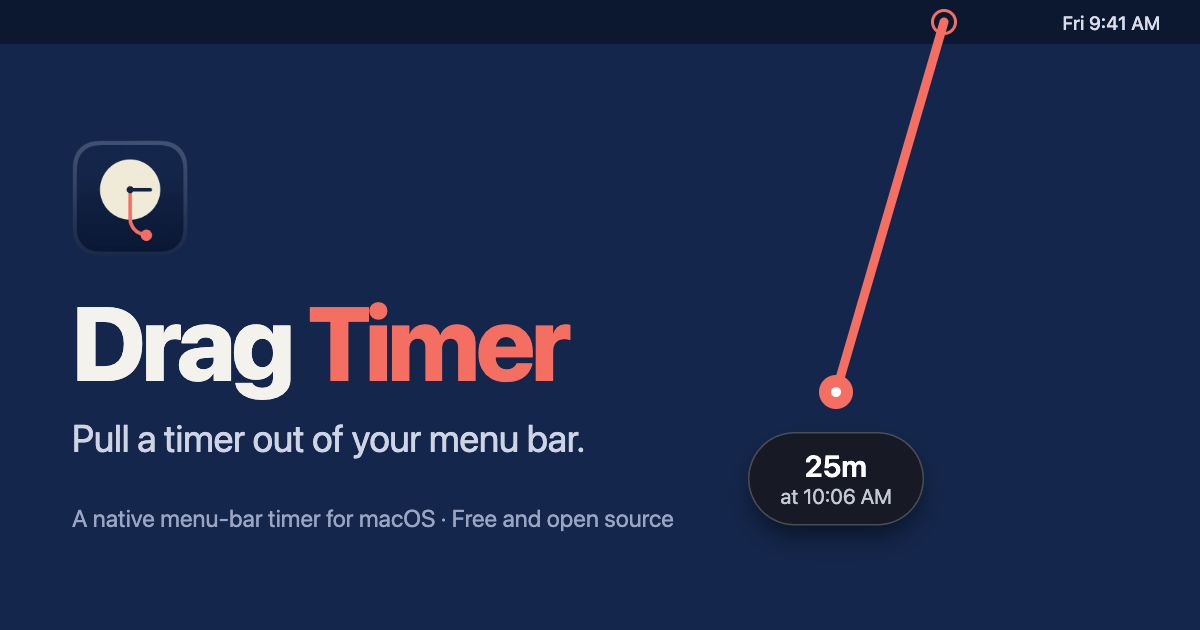 Fri 9:41 AM
Drag Timer
Pull a timer out of your menu bar.
A native menu-bar timer for macOS · Free and open source
25m
at 10:06 AM